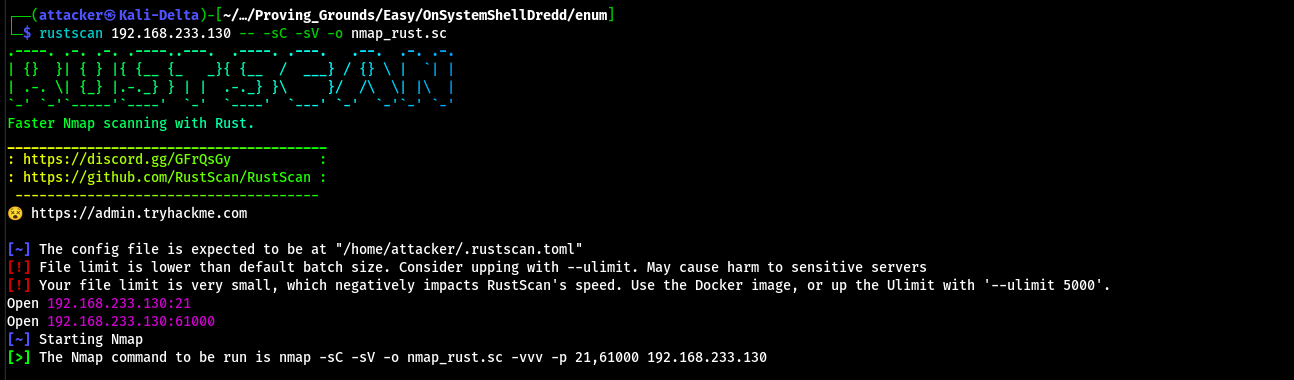 ┌──(attacker㉿Kali-Delta)-[~/…/Proving_Grounds/Easy/OnSystemShellDredd/enum]
└─$ rustscan 192.168.233.130 -- -sC -sV -o nmap_rust.sc
.----. .-. .-. .----..---.  .----. .---.   .--.  .-. .-.
| {}  }| { } |{ {__ {_   _}{ {__  /  ___} / {} \ |  `| |
| .-. \| {_} |.-._} } | |  .-._} }\     }/  /\  \| |\  |
`-' `-'`-----'`----'  `-'  `----'  `---' `-'  `-'`-' `-'
Faster Nmap scanning with Rust.
________________________________________
: https://discord.gg/GFrQsGy           :
: https://github.com/RustScan/RustScan :
 --------------------------------------
😵 https://admin.tryhackme.com
[~] The config file is expected to be at "/home/attacker/.rustscan.toml"
[!] File limit is lower than default batch size. Consider upping with --ulimit. May cause harm to sensitive servers
[!] Your file limit is very small, which negatively impacts RustScan's speed. Use the Docker image, or up the Ulimit with '--ulimit 5000'.
Open 192.168.233.130:21
Open 192.168.233.130:61000
[~] Starting Nmap
[>] The Nmap command to be run is nmap -sC -sV -o nmap_rust.sc -vvv -p 21,61000 192.168.233.130